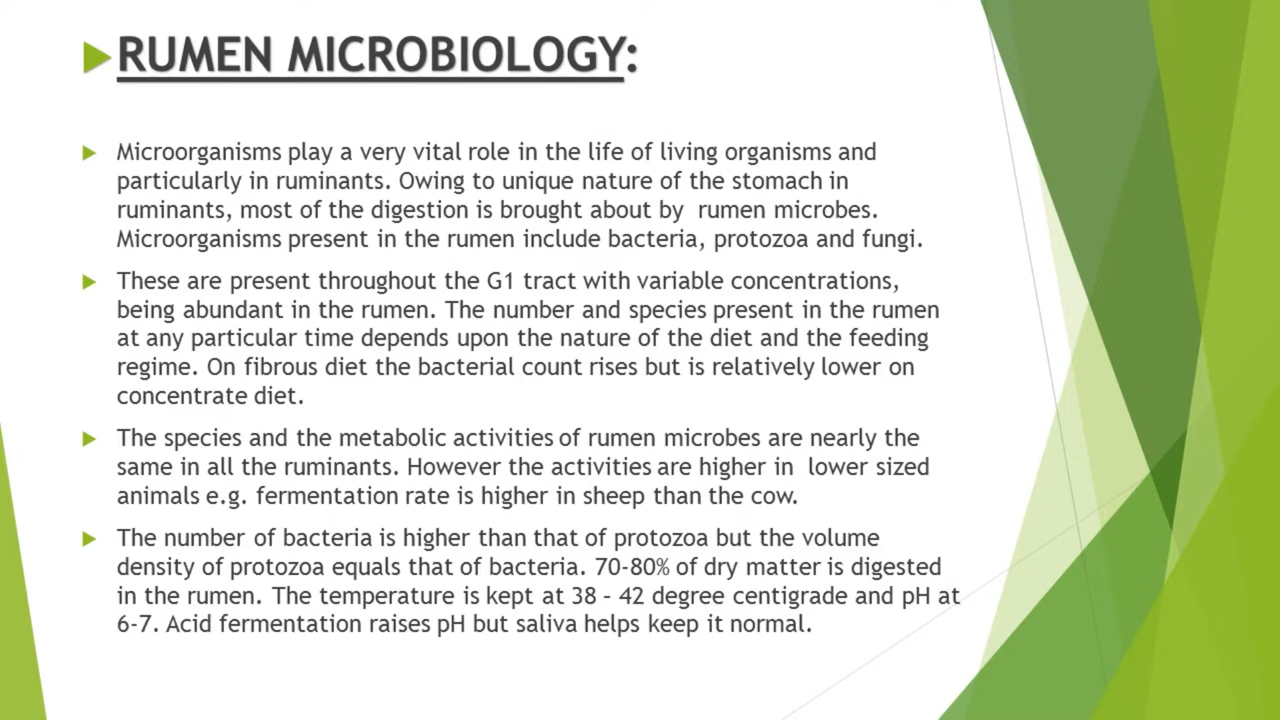 RUMEN MICROBIOLOGY:
Microorganisms play a very vital role in the life of living organisms and
particularly in ruminants. Owing to unique nature of the stomach in
ruminants, most of the digestion is brought about by rumen microbes.
Microorganisms present in the rumen include bacteria, protozoa and fungi.
These are present throughout the G1 tract with variable concentrations,
being abundant in the rumen. The number and species present in the rumen
at any particular time depends upon the nature of the diet and the feeding
regime. On fibrous diet the bacterial count rises but is relatively lower on
concentrate diet.
The species and the metabolic activities of rumen microbes are nearly the
same in all the ruminants. However the activities are higher in lower sized
animals e.g. fermentation rate is higher in sheep than the cow.
The number of bacteria is higher than that of protozoa but the volume
density of protozoa equals that of bacteria. 70-80% of dry matter is digested
in the rumen. The temperature is kept at 38 – 42 degree centigrade and pH at
6-7. Acid fermentation raises pH but saliva helps keep it normal.